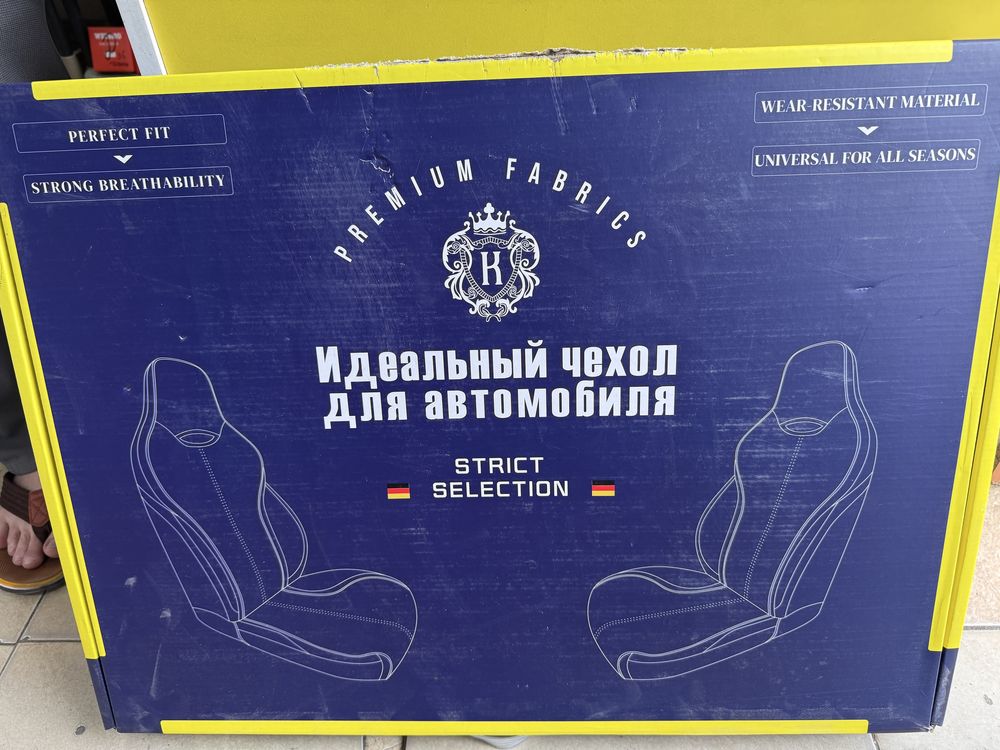 PERFECT FIT
STRONG BREATHABILITY
WEAR-RESISTANT MATERIAL
UNIVERSAL FOR ALL SEASONS
PREMIUM FABRICS
K
Идеальный чехол
для автомобиля
STRICT
SELECTION